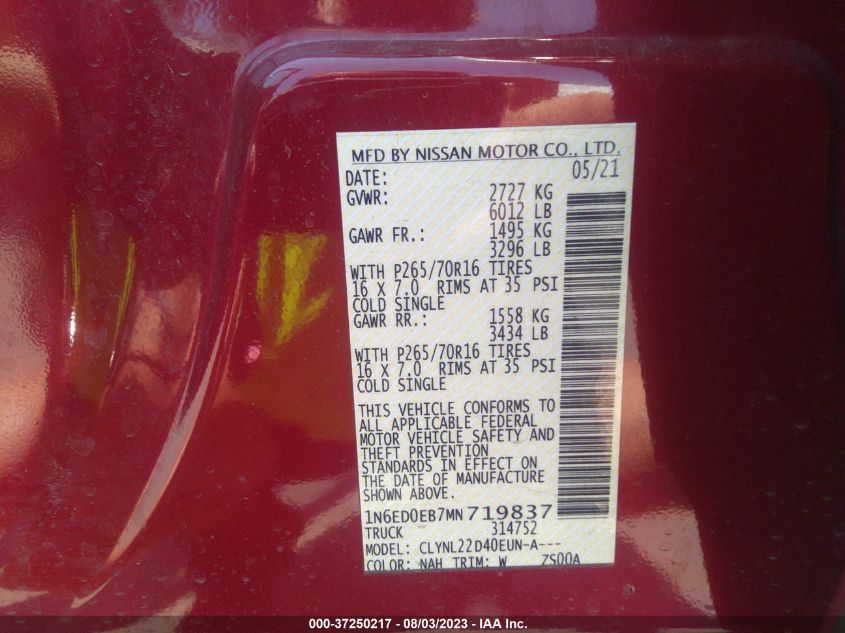 MFD BY NISSAN MOTOR CO., LTD.
DATE: 05/21
GVWR: 2727 KG
6012 LB
GAWR FR.: 1495 KG
3296 LB
WITH P265/70R16 TIRES
16 X 7.0 RIMS AT 35 PSI
COLD SINGLE
GAWR RR.: 1558 KG
3434 LB
WITH P265/70R16 TIRES
16 X 7.0 RIMS AT 35 PSI
COLD SINGLE
THIS VEHICLE CONFORMS TO
ALL APPLICABLE FEDERAL
MOTOR VEHICLE SAFETY AND
THEFT PREVENTION
STANDARDS IN EFFECT ON
THE DATE OF MANUFACTURE
SHOWN ABOVE.
1N6ED0EB7MN719837
TRUCK 314752
MODEL: CLYNL22D40EUN-A---
COLOR: NAH TRIM: W ZS00A
000-37250217 - 08/03/2023 - IAA Inc.